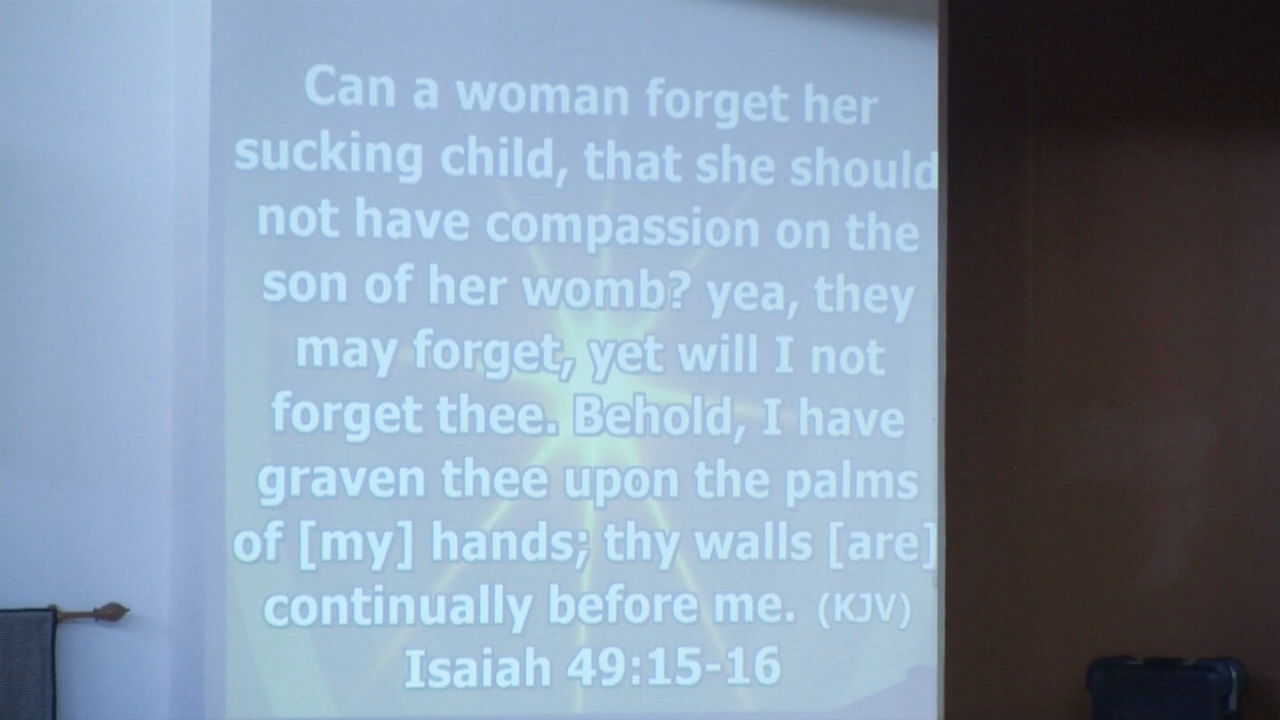 Can a woman forget her
sucking child, that she should
not have compassion on the
son of her womb? yea, they
may forget, yet will I not
forget thee. Behold, I have
graven thee upon the palms
of [my] hands; thy walls [are]
continually before me. (KJV)
Isaiah 49:15-16